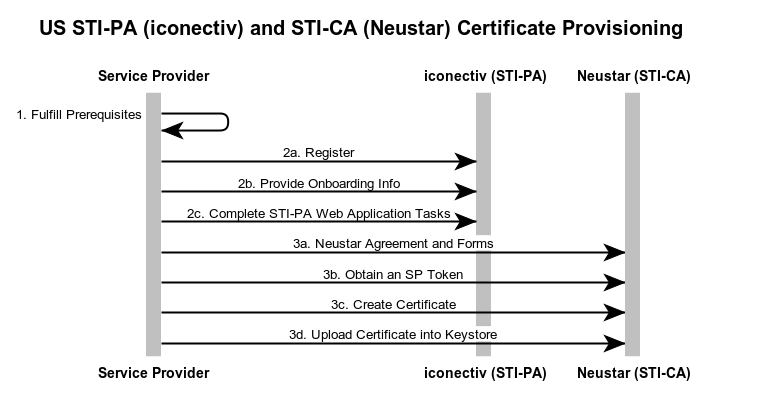 US STI-PA (iconectiv) and STI-CA (Neustar) Certificate Provisioning
Service Provider
iconectiv (STI-PA)
Neustar (STI-CA)
1. Fulfill Prerequisites
2a. Register
2b. Provide Onboarding Info
2c. Complete STI-PA Web Application Tasks
3a. Neustar Agreement and Forms
3b. Obtain an SP Token
3c. Create Certificate
3d. Upload Certificate into Keystore
Service Provider
iconectiv (STI-PA)
Neustar (STI-CA)